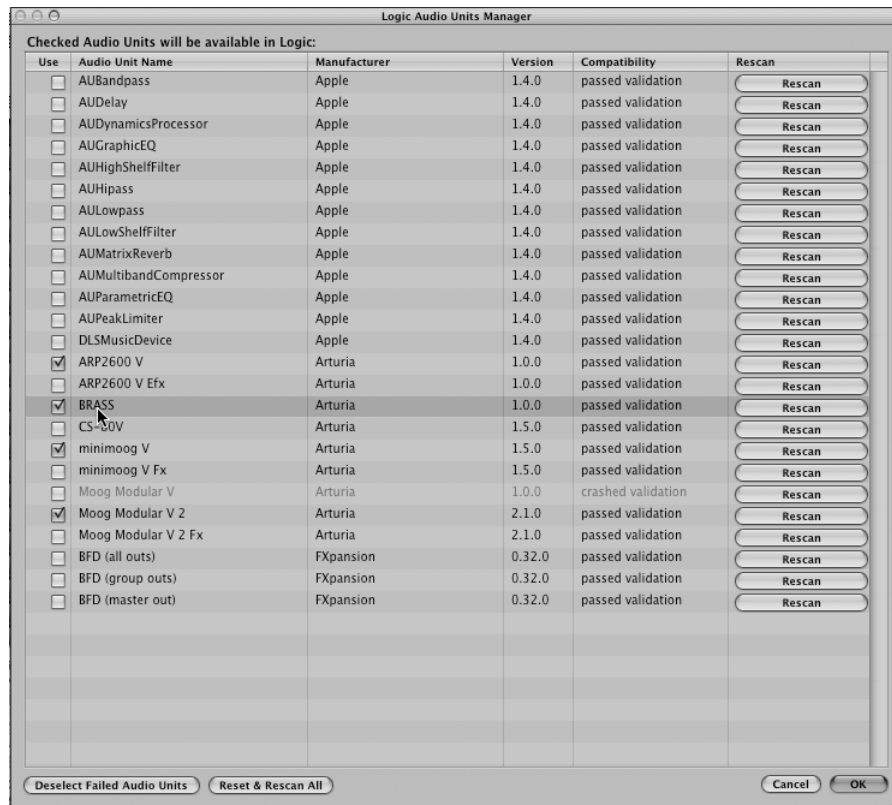 Logic Audio Units Manager
Checked Audio Units will be available in Logic:
Use Audio Unit Name Manufacturer Version Compatibility Rescan
AUBandpass Apple 1.4.0 passed validation Rescan
AUDelay Apple 1.4.0 passed validation Rescan
AUDynamicsProcessor Apple 1.4.0 passed validation Rescan
AUGraphicEQ Apple 1.4.0 passed validation Rescan
AUHighShelfFilter Apple 1.4.0 passed validation Rescan
AUHipass Apple 1.4.0 passed validation Rescan
AULowpass Apple 1.4.0 passed validation Rescan
AULowShelfFilter Apple 1.4.0 passed validation Rescan
AUMatrixReverb Apple 1.4.0 passed validation Rescan
AUMultibandCompressor Apple 1.4.0 passed validation Rescan
AUParametricEQ Apple 1.4.0 passed validation Rescan
AUPeakLimiter Apple 1.4.0 passed validation Rescan
DLSMusicDevice Apple 1.4.0 passed validation Rescan
ARP2600 V Arturia 1.0.0 passed validation Rescan
ARP2600 V Efx Arturia 1.0.0 passed validation Rescan
BRASS Arturia 1.0.0 passed validation Rescan
CS-80V Arturia 1.5.0 passed validation Rescan
minimoog V Arturia 1.5.0 passed validation Rescan
minimoog V Fx Arturia 1.5.0 passed validation Rescan
Moog Modular V Arturia 1.0.0 crashed validation Rescan
Moog Modular V 2 Arturia 2.1.0 passed validation Rescan
Moog Modular V 2 Fx Arturia 2.1.0 passed validation Rescan
BFD (all outs) FXpansion 0.32.0 passed validation Rescan
BFD (group outs) FXpansion 0.32.0 passed validation Rescan
BFD (master out) FXpansion 0.32.0 passed validation Rescan
Deselect Failed Audio Units Reset & Rescan All Cancel OK